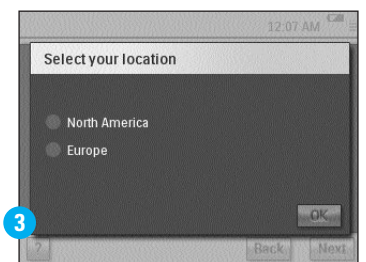 12:07 AM
Select your location
North America
Europe
OK
3
?
Back
Next